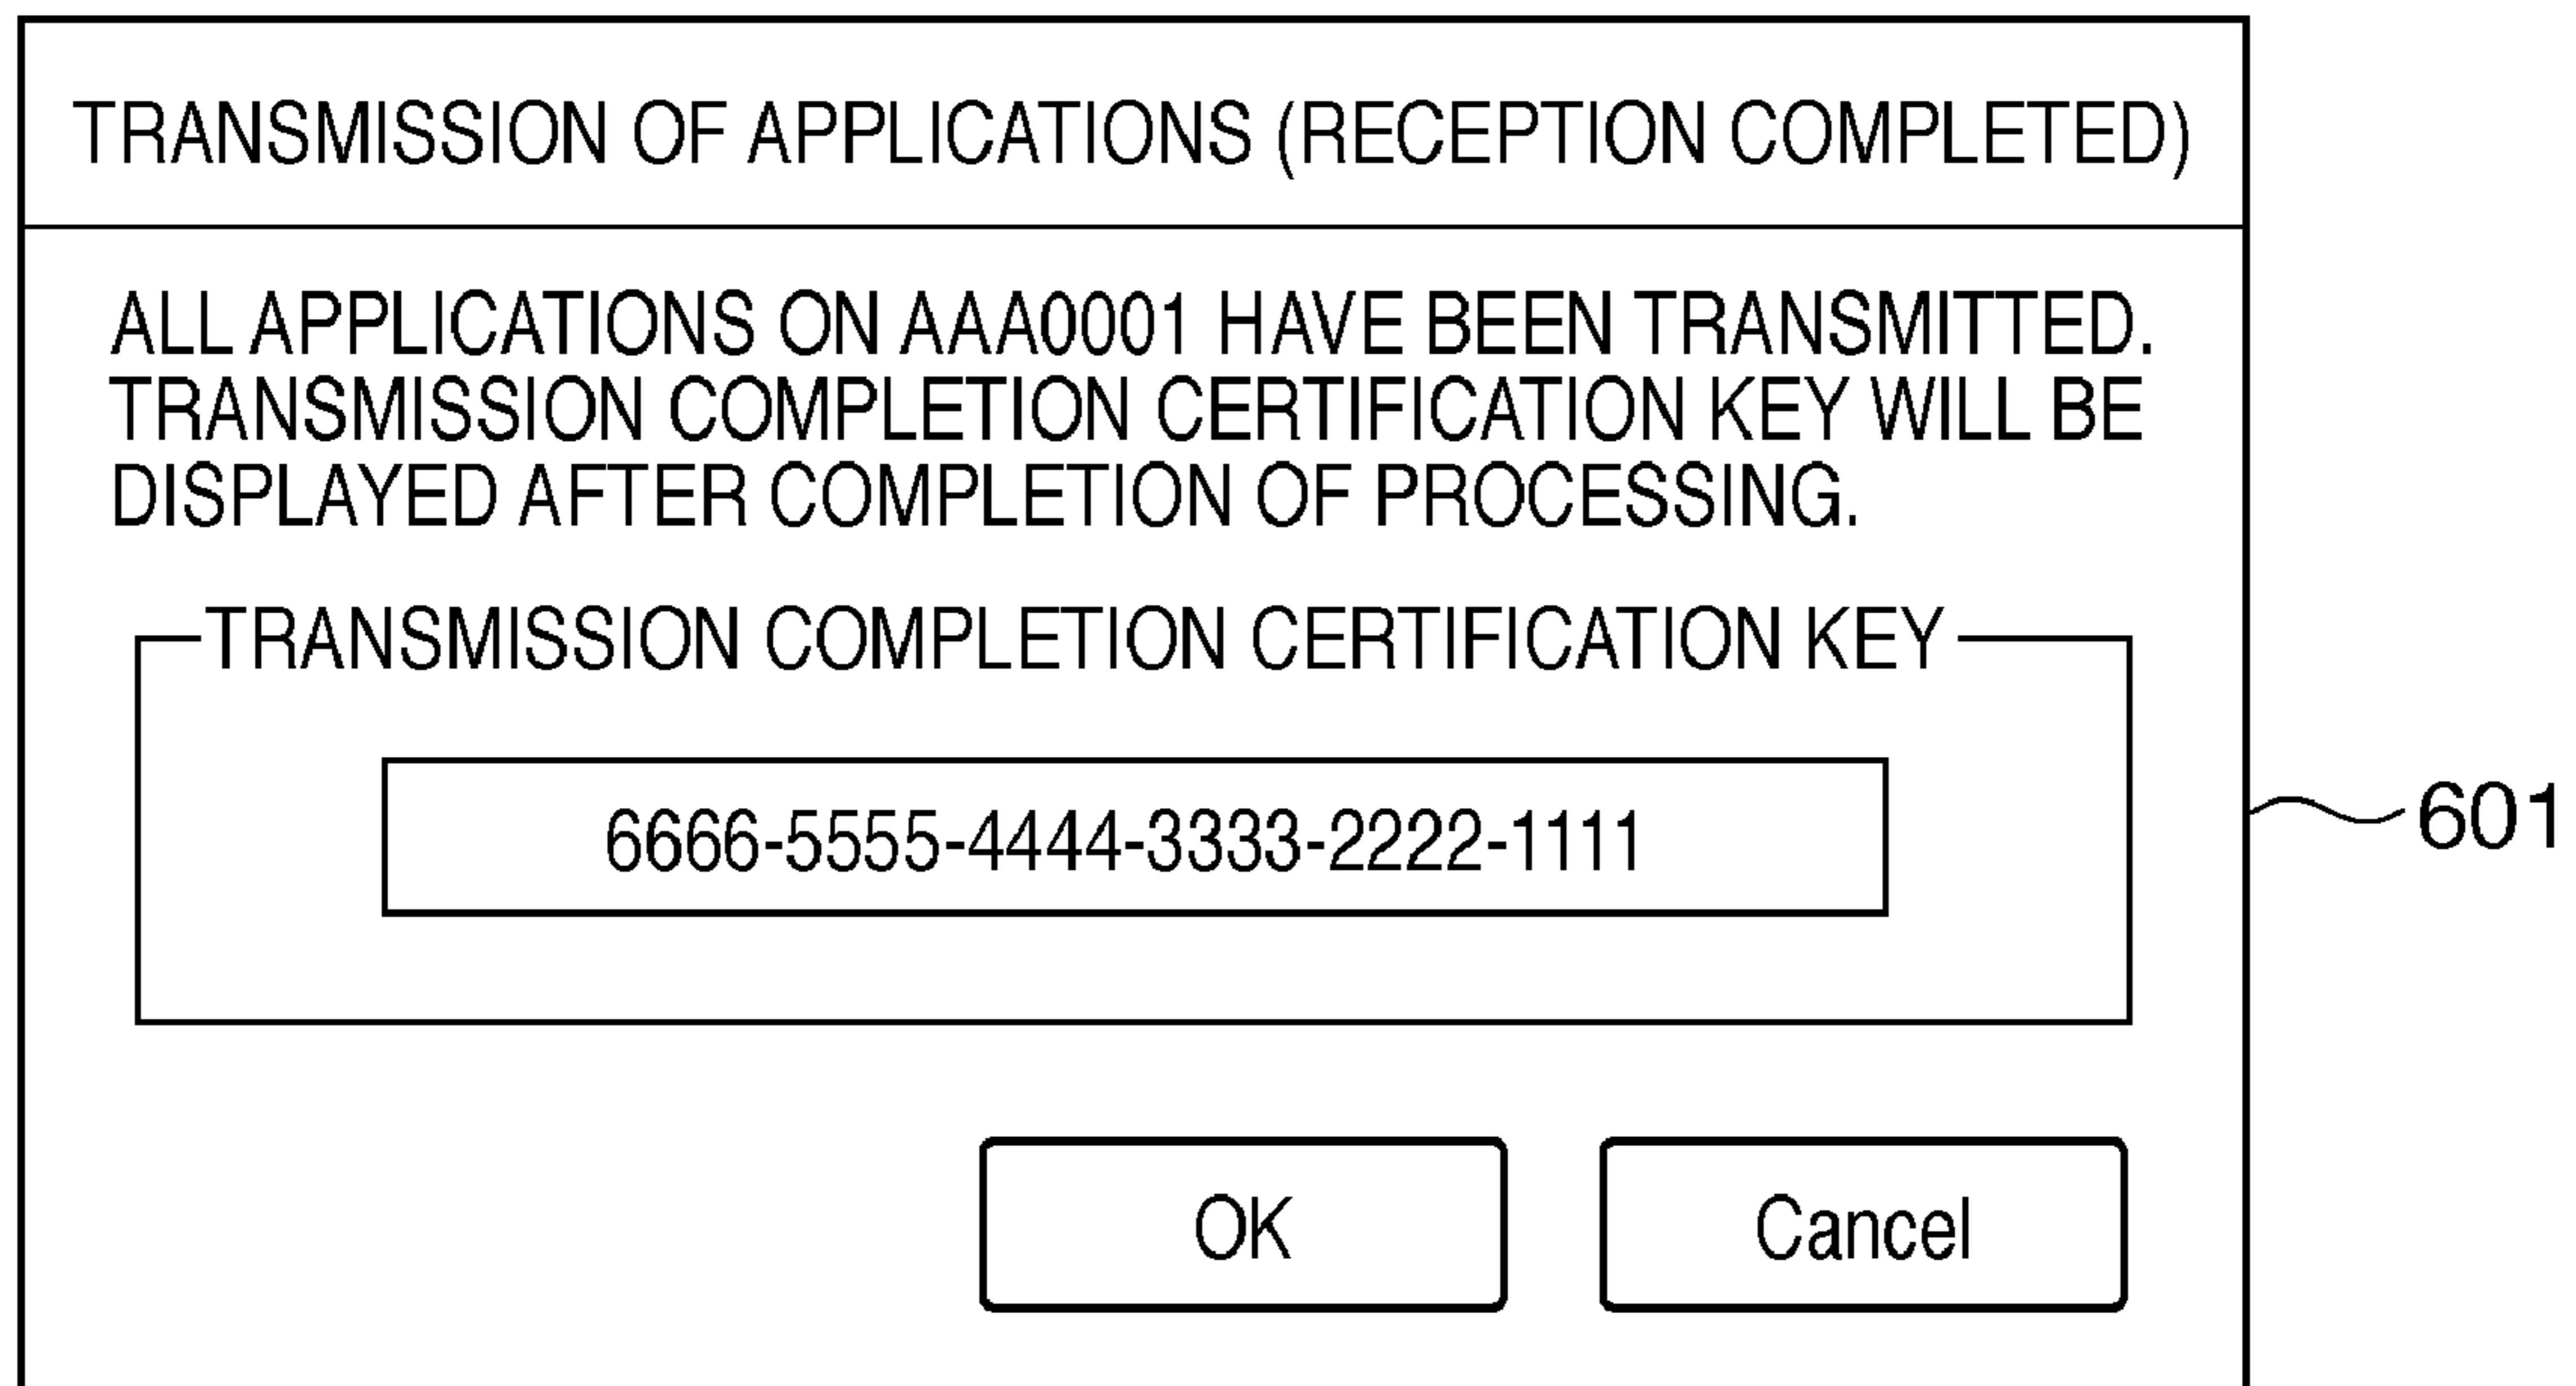 TRANSMISSION OF APPLICATIONS (RECEPTION COMPLETED)
ALL APPLICATIONS ON AAA0001 HAVE BEEN TRANSMITTED.
TRANSMISSION COMPLETION CERTIFICATION KEY WILL BE
DISPLAYED AFTER COMPLETION OF PROCESSING.
TRANSMISSION COMPLETION CERTIFICATION KEY
6666-5555-4444-3333-2222-1111
601
OK
Cancel